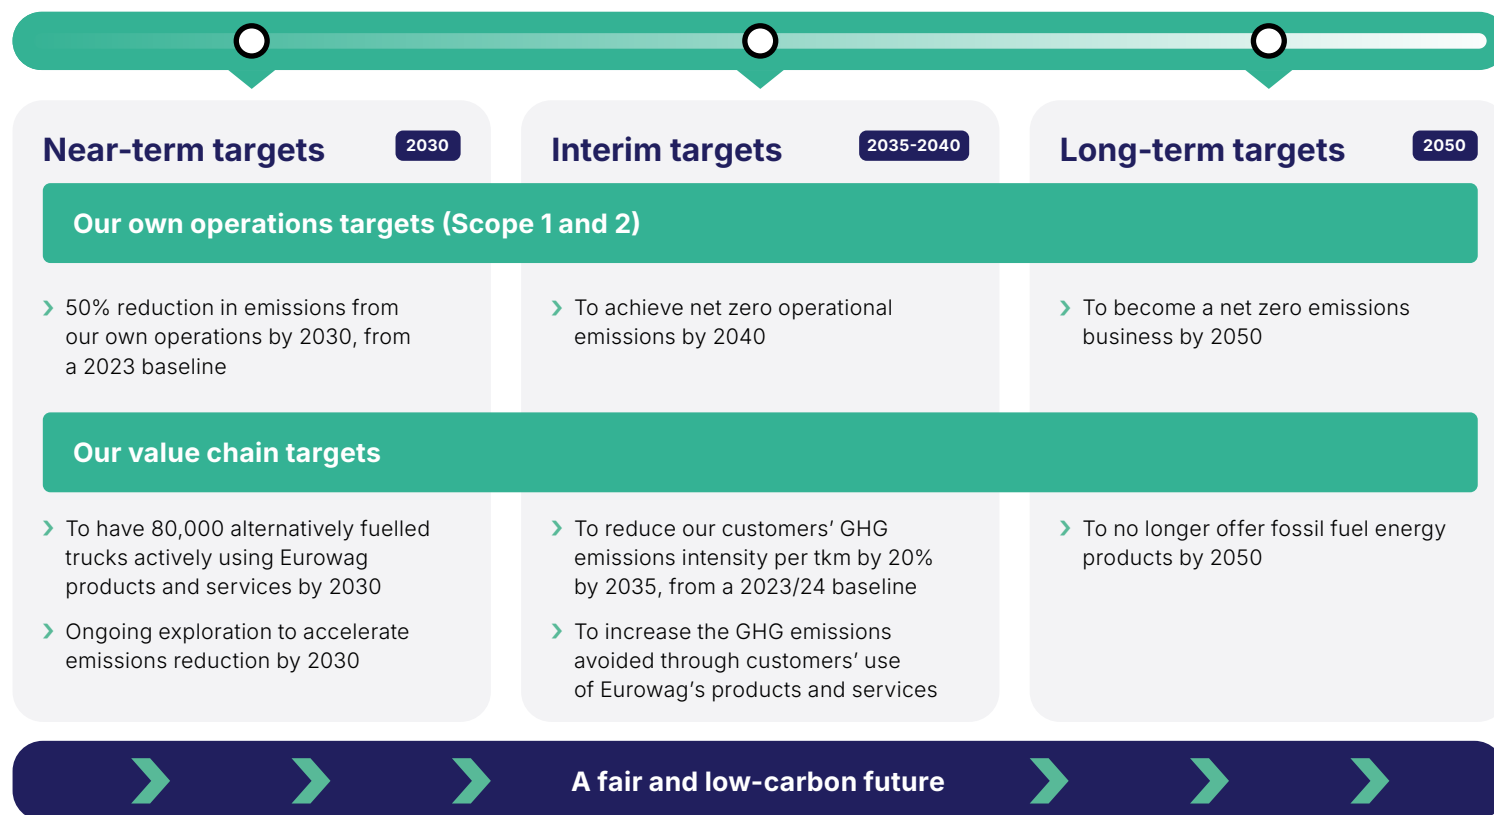 Near-term targets
2030
Interim targets
2035-2040
Long-term targets
2050
Our own operations targets (Scope 1 and 2)
50% reduction in emissions from
our own operations by 2030, from
a 2023 baseline
To achieve net zero operational
emissions by 2040
To become a net zero emissions
business by 2050
Our value chain targets
To have 80,000 alternatively fuelled
trucks actively using Eurowag
products and services by 2030
Ongoing exploration to accelerate
emissions reduction by 2030
To reduce our customers’ GHG
emissions intensity per tkm by 20%
by 2035, from a 2023/24 baseline
To increase the GHG emissions
avoided through customers’ use
of Eurowag’s products and services
To no longer offer fossil fuel energy
products by 2050
A fair and low-carbon future